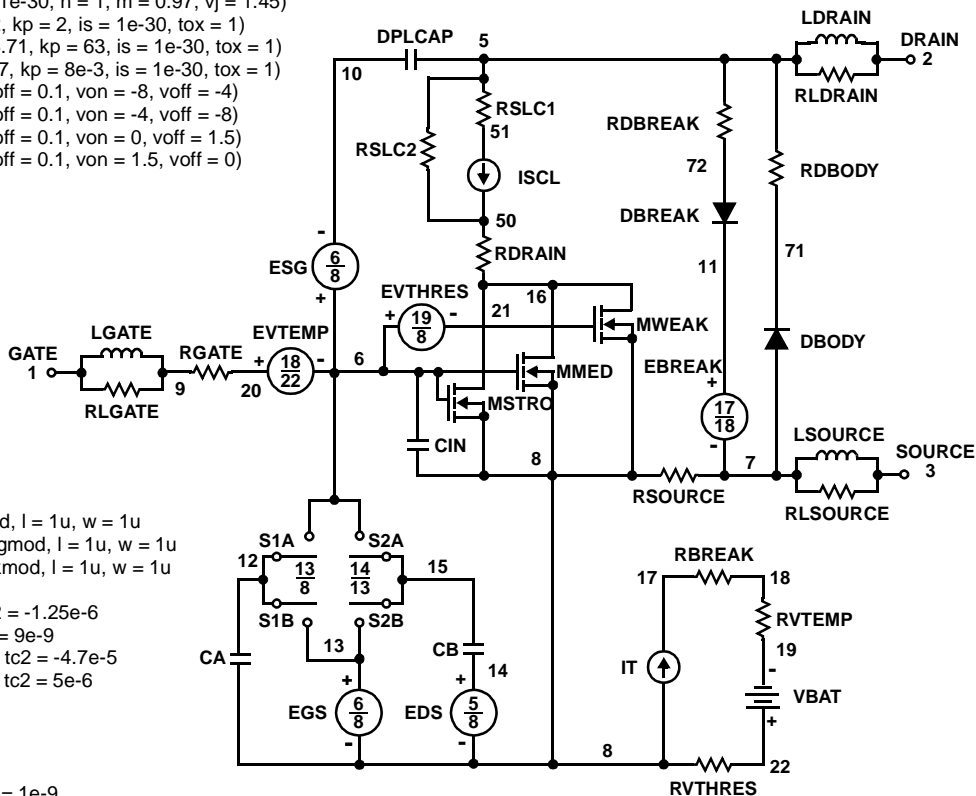 1e-30, n = 1, m = 0.97, vj = 1.45)
, kp = 2, is = 1e-30, tox = 1)
.71, kp = 63, is = 1e-30, tox = 1)
7, kp = 8e-3, is = 1e-30, tox = 1)
off = 0.1, von = -8, voff = -4)
off = 0.1, von = -4, voff = -8)
off = 0.1, von = 0, voff = 1.5)
off = 0.1, von = 1.5, voff = 0)
LDRAIN
DPLCAP 5 DRAIN
2
10 RLDRAIN
RSLC1
51
RSLC2
ISCL
RDBREAK
72
RDBODY
50
RDRAIN
DBREAK
71
11
ESG 6/8
- +
EVTHRES 16
+ 19/8 -
21
MWEAK
LGATE EVTEMP
GATE RGATE + 18/22 - 6
1
9 20
RLGATE
MMED
EBREAK +
17/18
-
DBODY
MSTRO
CIN
8
RSOURCE
7
LSOURCE
SOURCE
3
RLSOURCE
d, l = 1u, w = 1u
gmod, l = 1u, w = 1u
kmod, l = 1u, w = 1u
= -1.25e-6
= 9e-9
tc2 = -4.7e-5
tc2 = 5e-6
S1A S2A
12 13/8 14/13 15
S1B S2B
13
CA
CB
14
+ +
EGS 6/8 EDS 5/8
- -
8
RBREAK
17 18
RVTEMP
19
IT
-
VBAT
+
22
RVTHRES
= 1e-9